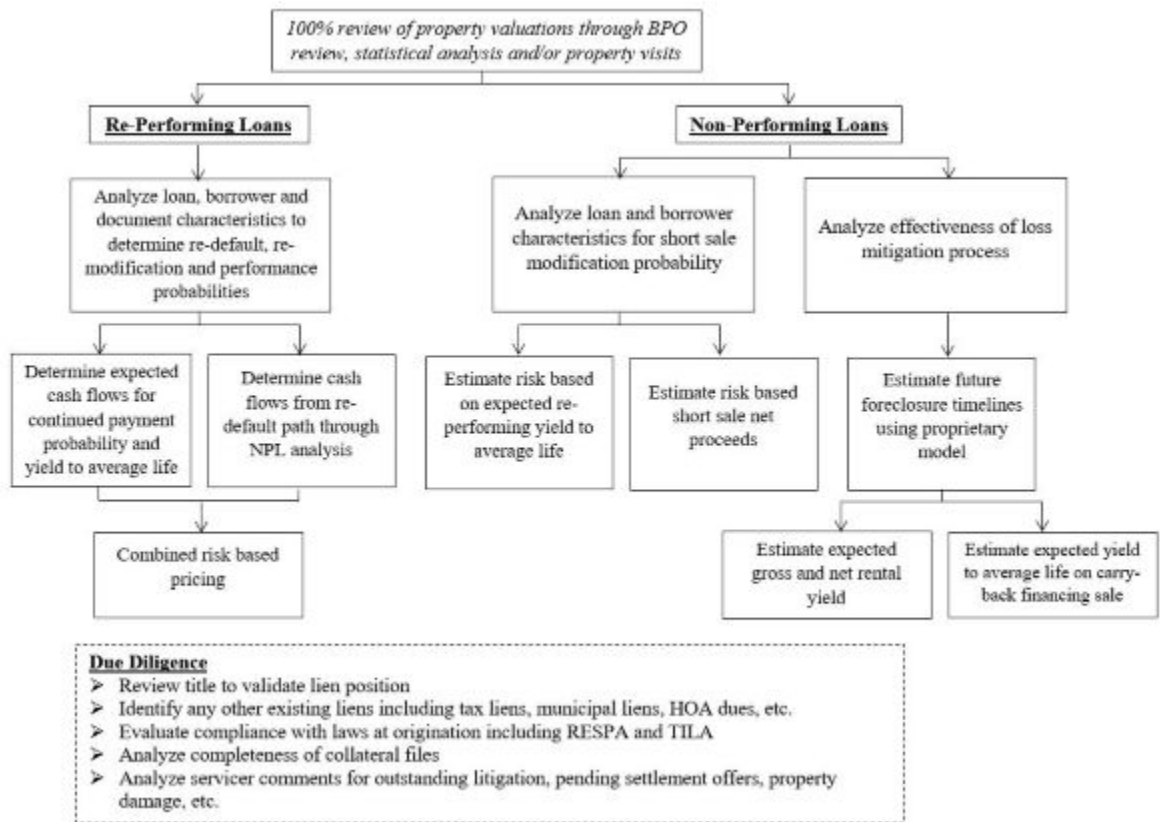 100% review of property valuations through BPO
review, statistical analysis and/or property visits
Re-Performing Loans
Non-Performing Loans
Analyze loan, borrower and
document characteristics to
determine re-default, re-
modification and performance
probabilities
Analyze loan and borrower
characteristics for short sale
modification probability
Analyze effectiveness of loss
mitigation process
Determine expected
cash flows for
continued payment
probability and
yield to average life
Determine cash
flows from re-
default path through
NPL analysis
Estimate risk based
on expected re-
performing yield to
average life
Estimate risk based
short sale net
proceeds
Estimate future
foreclosure timelines
using proprietary
model
Combined risk based
pricing
Estimate expected
gross and net rental
yield
Estimate expected yield
to average life on carry-
back financing sale
Due Diligence
➤ Review title to validate lien position
➤ Identify any other existing liens including tax liens, municipal liens, HOA dues, etc.
➤ Evaluate compliance with laws at origination including RESPA and TILA
➤ Analyze completeness of collateral files
➤ Analyze servicer comments for outstanding litigation, pending settlement offers, property
damage, etc.